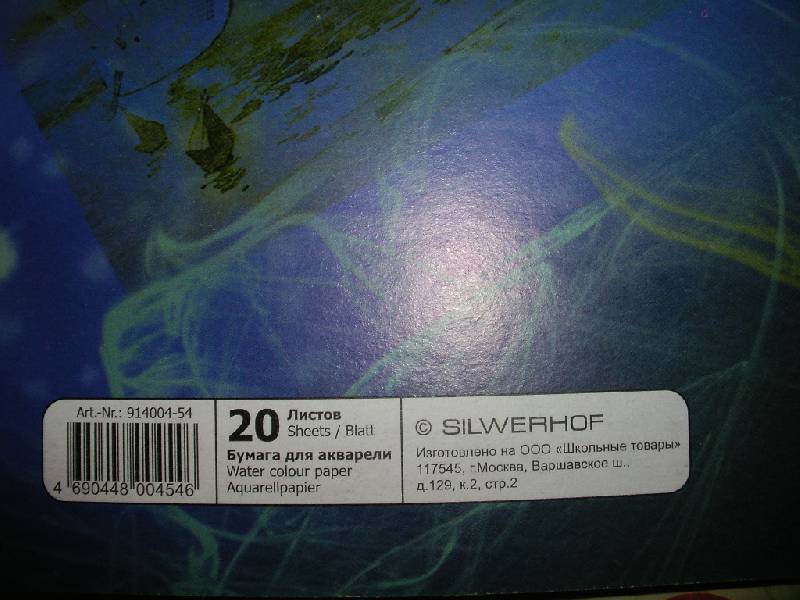 Art.-Nr.: 914004-54
4 690448 004546
20 Листов
Sheets / Blatt
Бумага для акварели
Water colour paper
Aquarellpapier
© SILWERHOF
Изготовлено на ООО «Школьные товары»
117545, г.Москва, Варшавское ш.,
д.129, к.2, стр.2